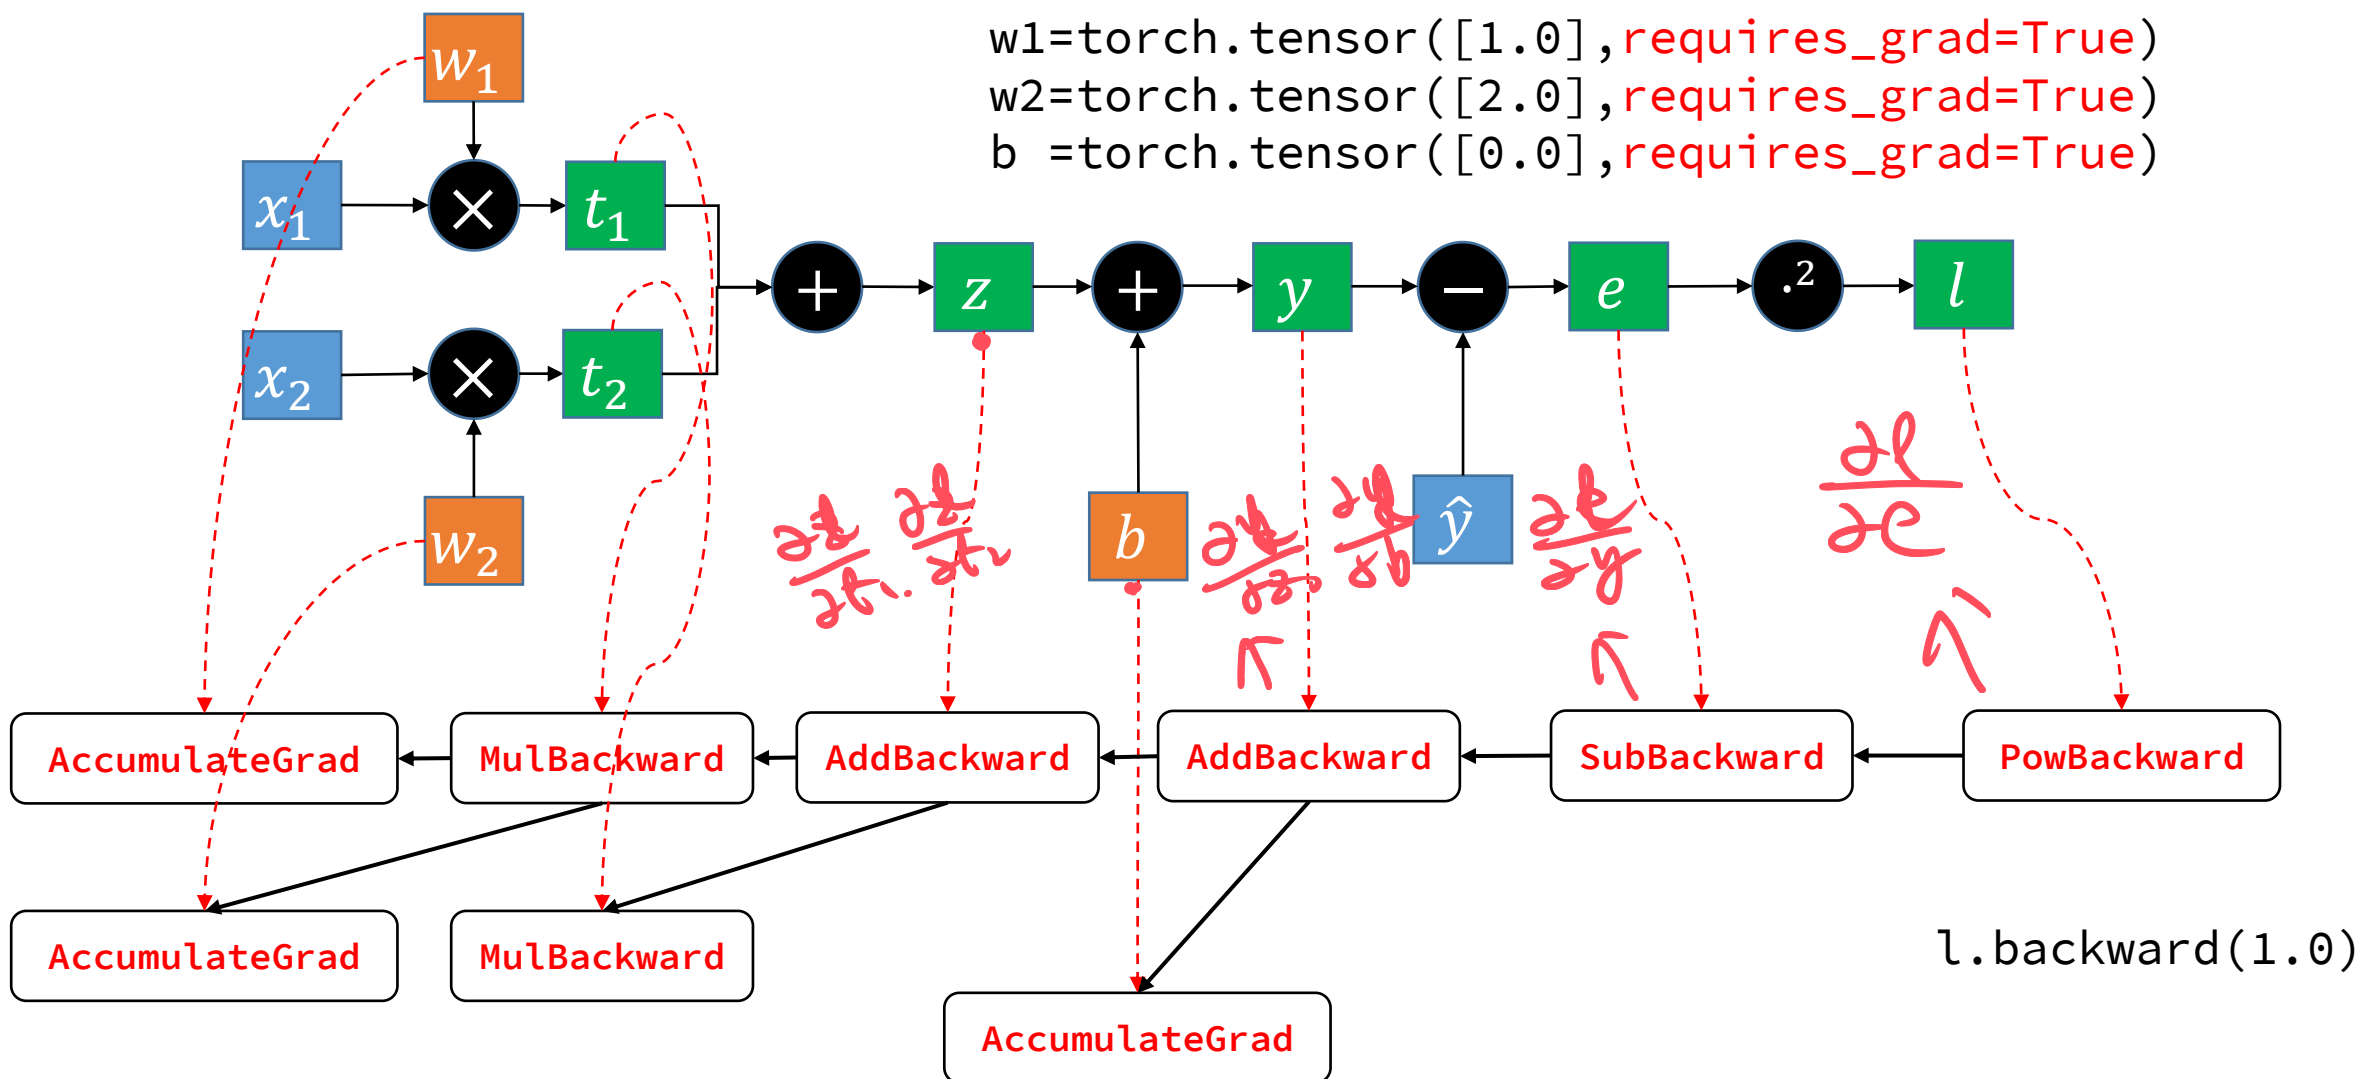 w1=torch.tensor([1.0],requires_grad=True)
w2=torch.tensor([2.0],requires_grad=True)
b =torch.tensor([0.0],requires_grad=True)
w₁
x₁ × t₁
+ z + y − e ·² l
x₂ × t₂
w₂ b ŷ
∂z/∂t₁ ∂z/∂t₂ ∂y/∂z ∂y/∂b ∂e/∂y ∂l/∂e
AccumulateGrad MulBackward AddBackward AddBackward SubBackward PowBackward
AccumulateGrad MulBackward l.backward(1.0)
AccumulateGrad